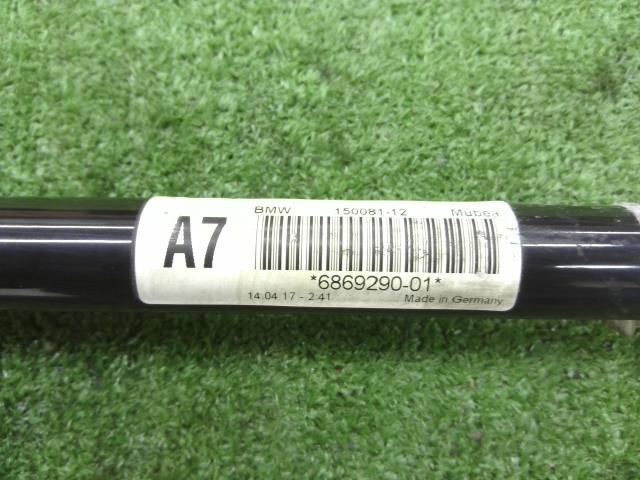 A7
BMW 150081-12 Mubea
*6869290-01*
14.04.17 - 2:41 Made in Germany